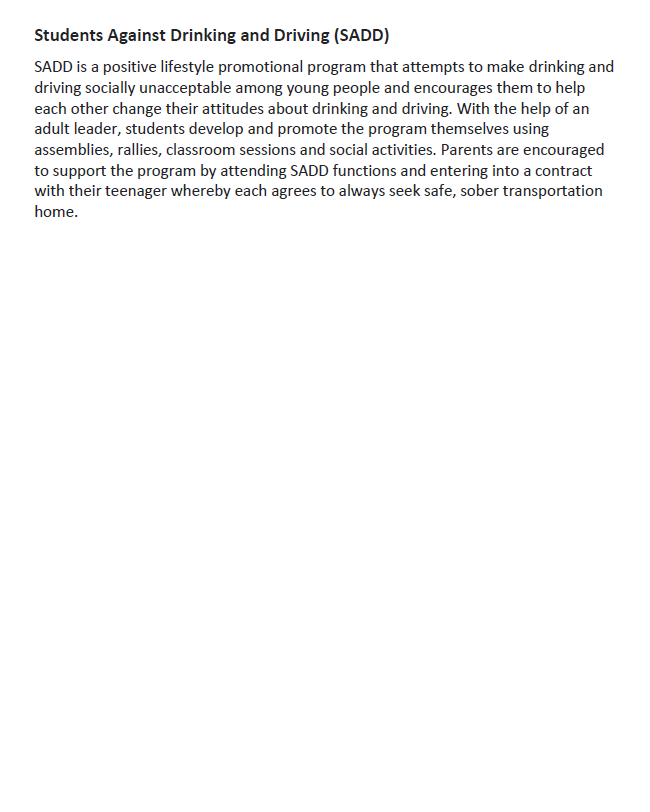 Students Against Drinking and Driving (SADD)
SADD is a positive lifestyle promotional program that attempts to make drinking and
driving socially unacceptable among young people and encourages them to help
each other change their attitudes about drinking and driving. With the help of an
adult leader, students develop and promote the program themselves using
assemblies, rallies, classroom sessions and social activities. Parents are encouraged
to support the program by attending SADD functions and entering into a contract
with their teenager whereby each agrees to always seek safe, sober transportation
home.